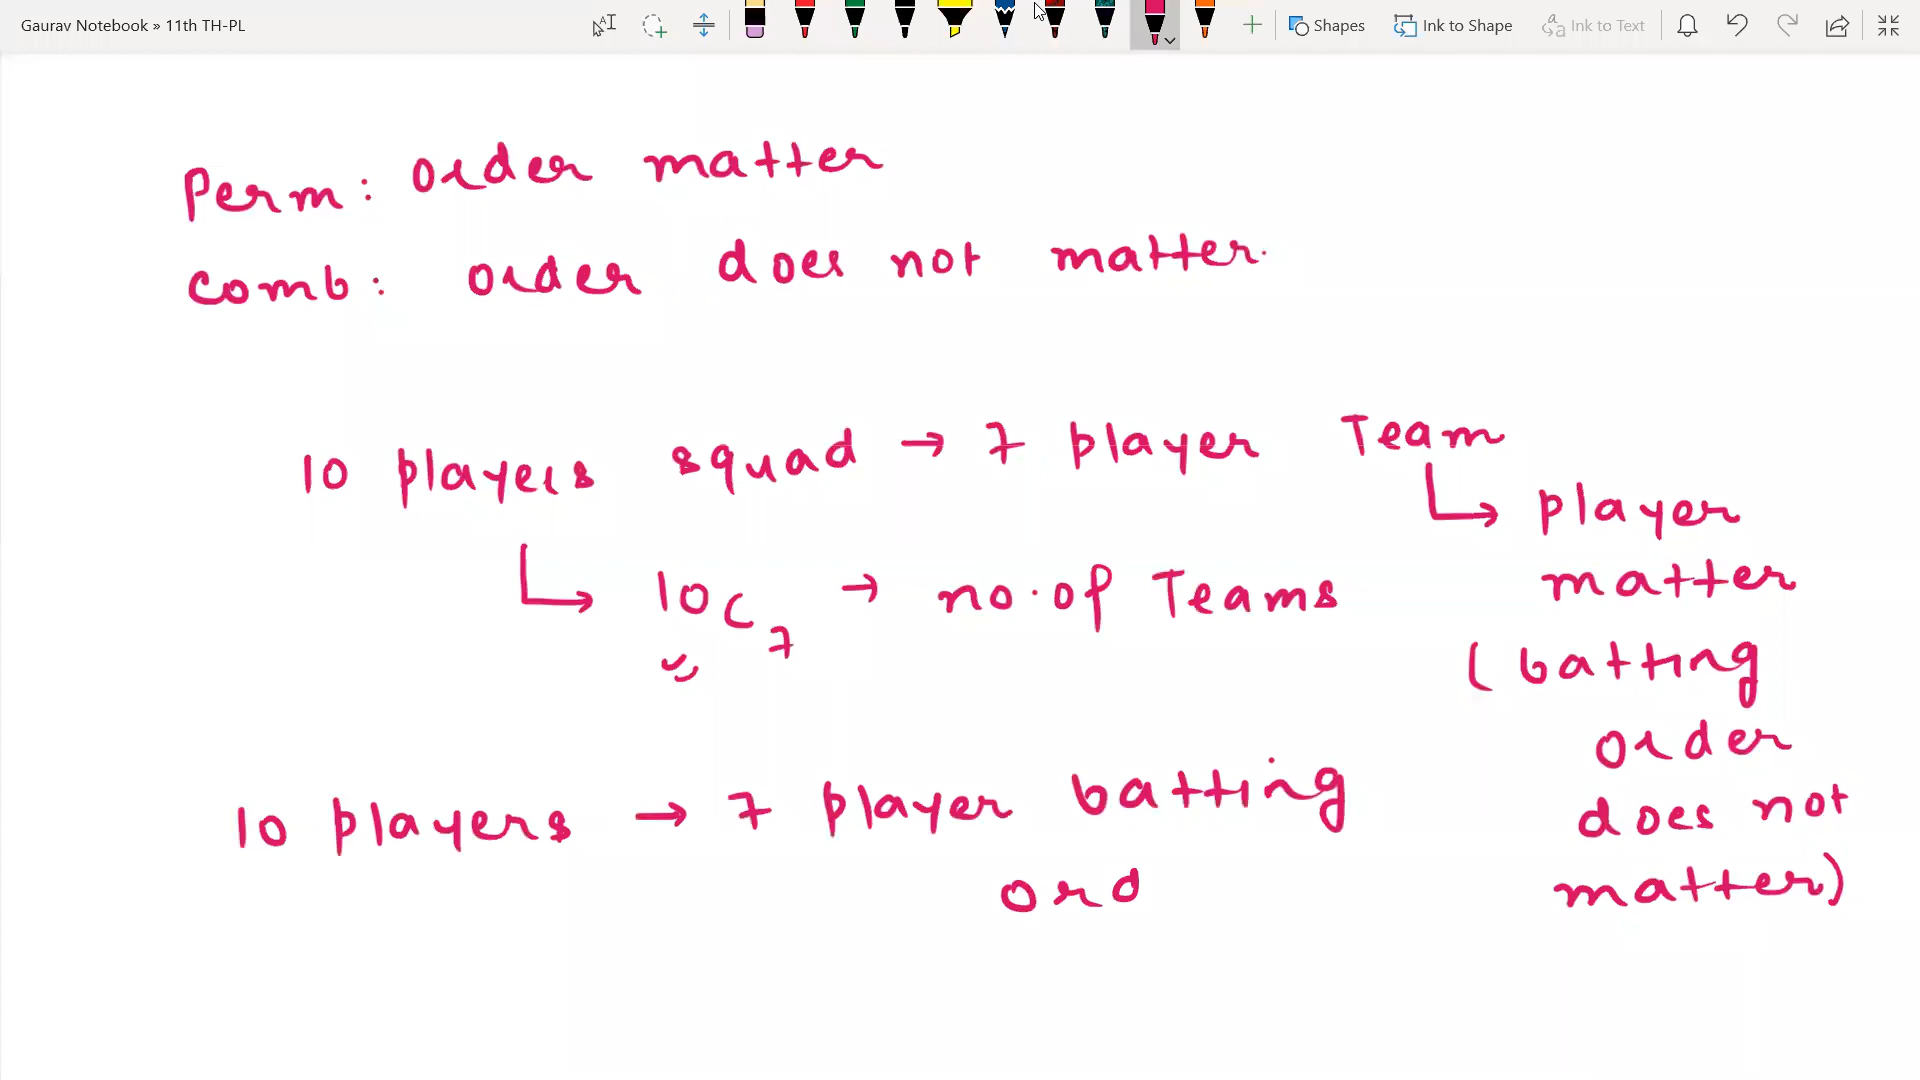 Gaurav Notebook » 11th TH-PL
Shapes
Ink to Shape
Ink to Text
Perm: order matter
Comb: order does not matter.
10 players squad → 7 player Team
↳ player
matter
(batting
order
does not
matter)
↳ 10C7 → no. of Teams
10 players → 7 player batting
ord